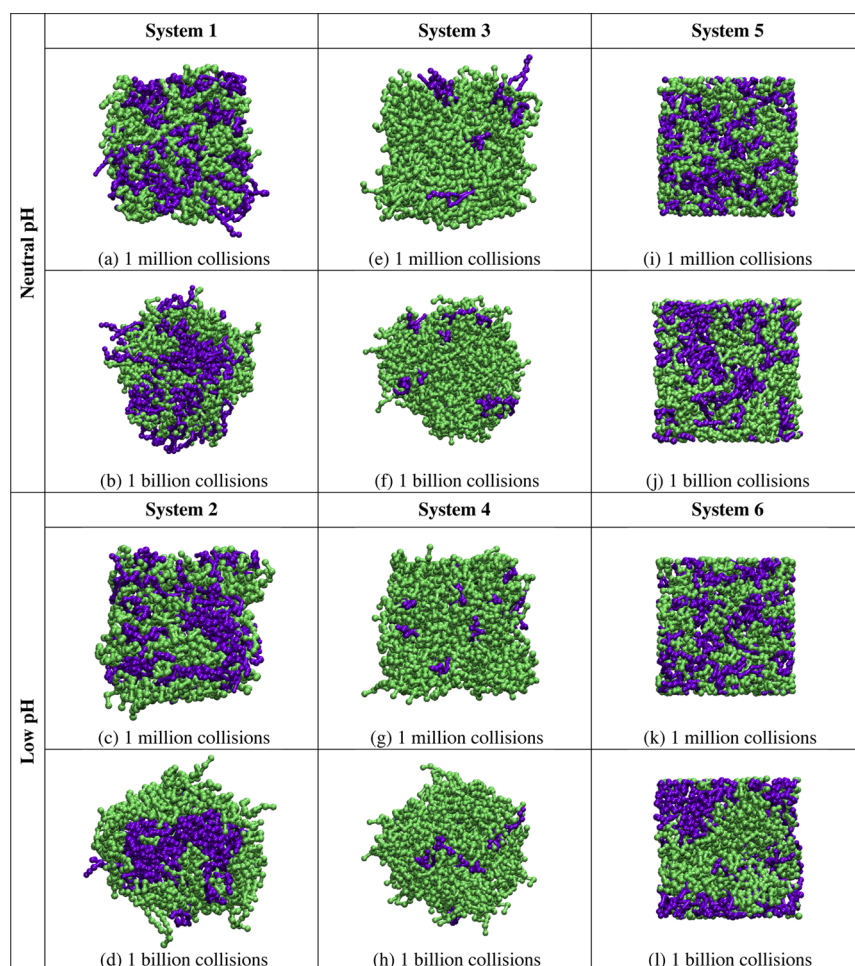 System 1
System 3
System 5
Neutral pH
(a) 1 million collisions
(e) 1 million collisions
(i) 1 million collisions
(b) 1 billion collisions
(f) 1 billion collisions
(j) 1 billion collisions
System 2
System 4
System 6
Low pH
(c) 1 million collisions
(g) 1 million collisions
(k) 1 million collisions
(d) 1 billion collisions
(h) 1 billion collisions
(l) 1 billion collisions